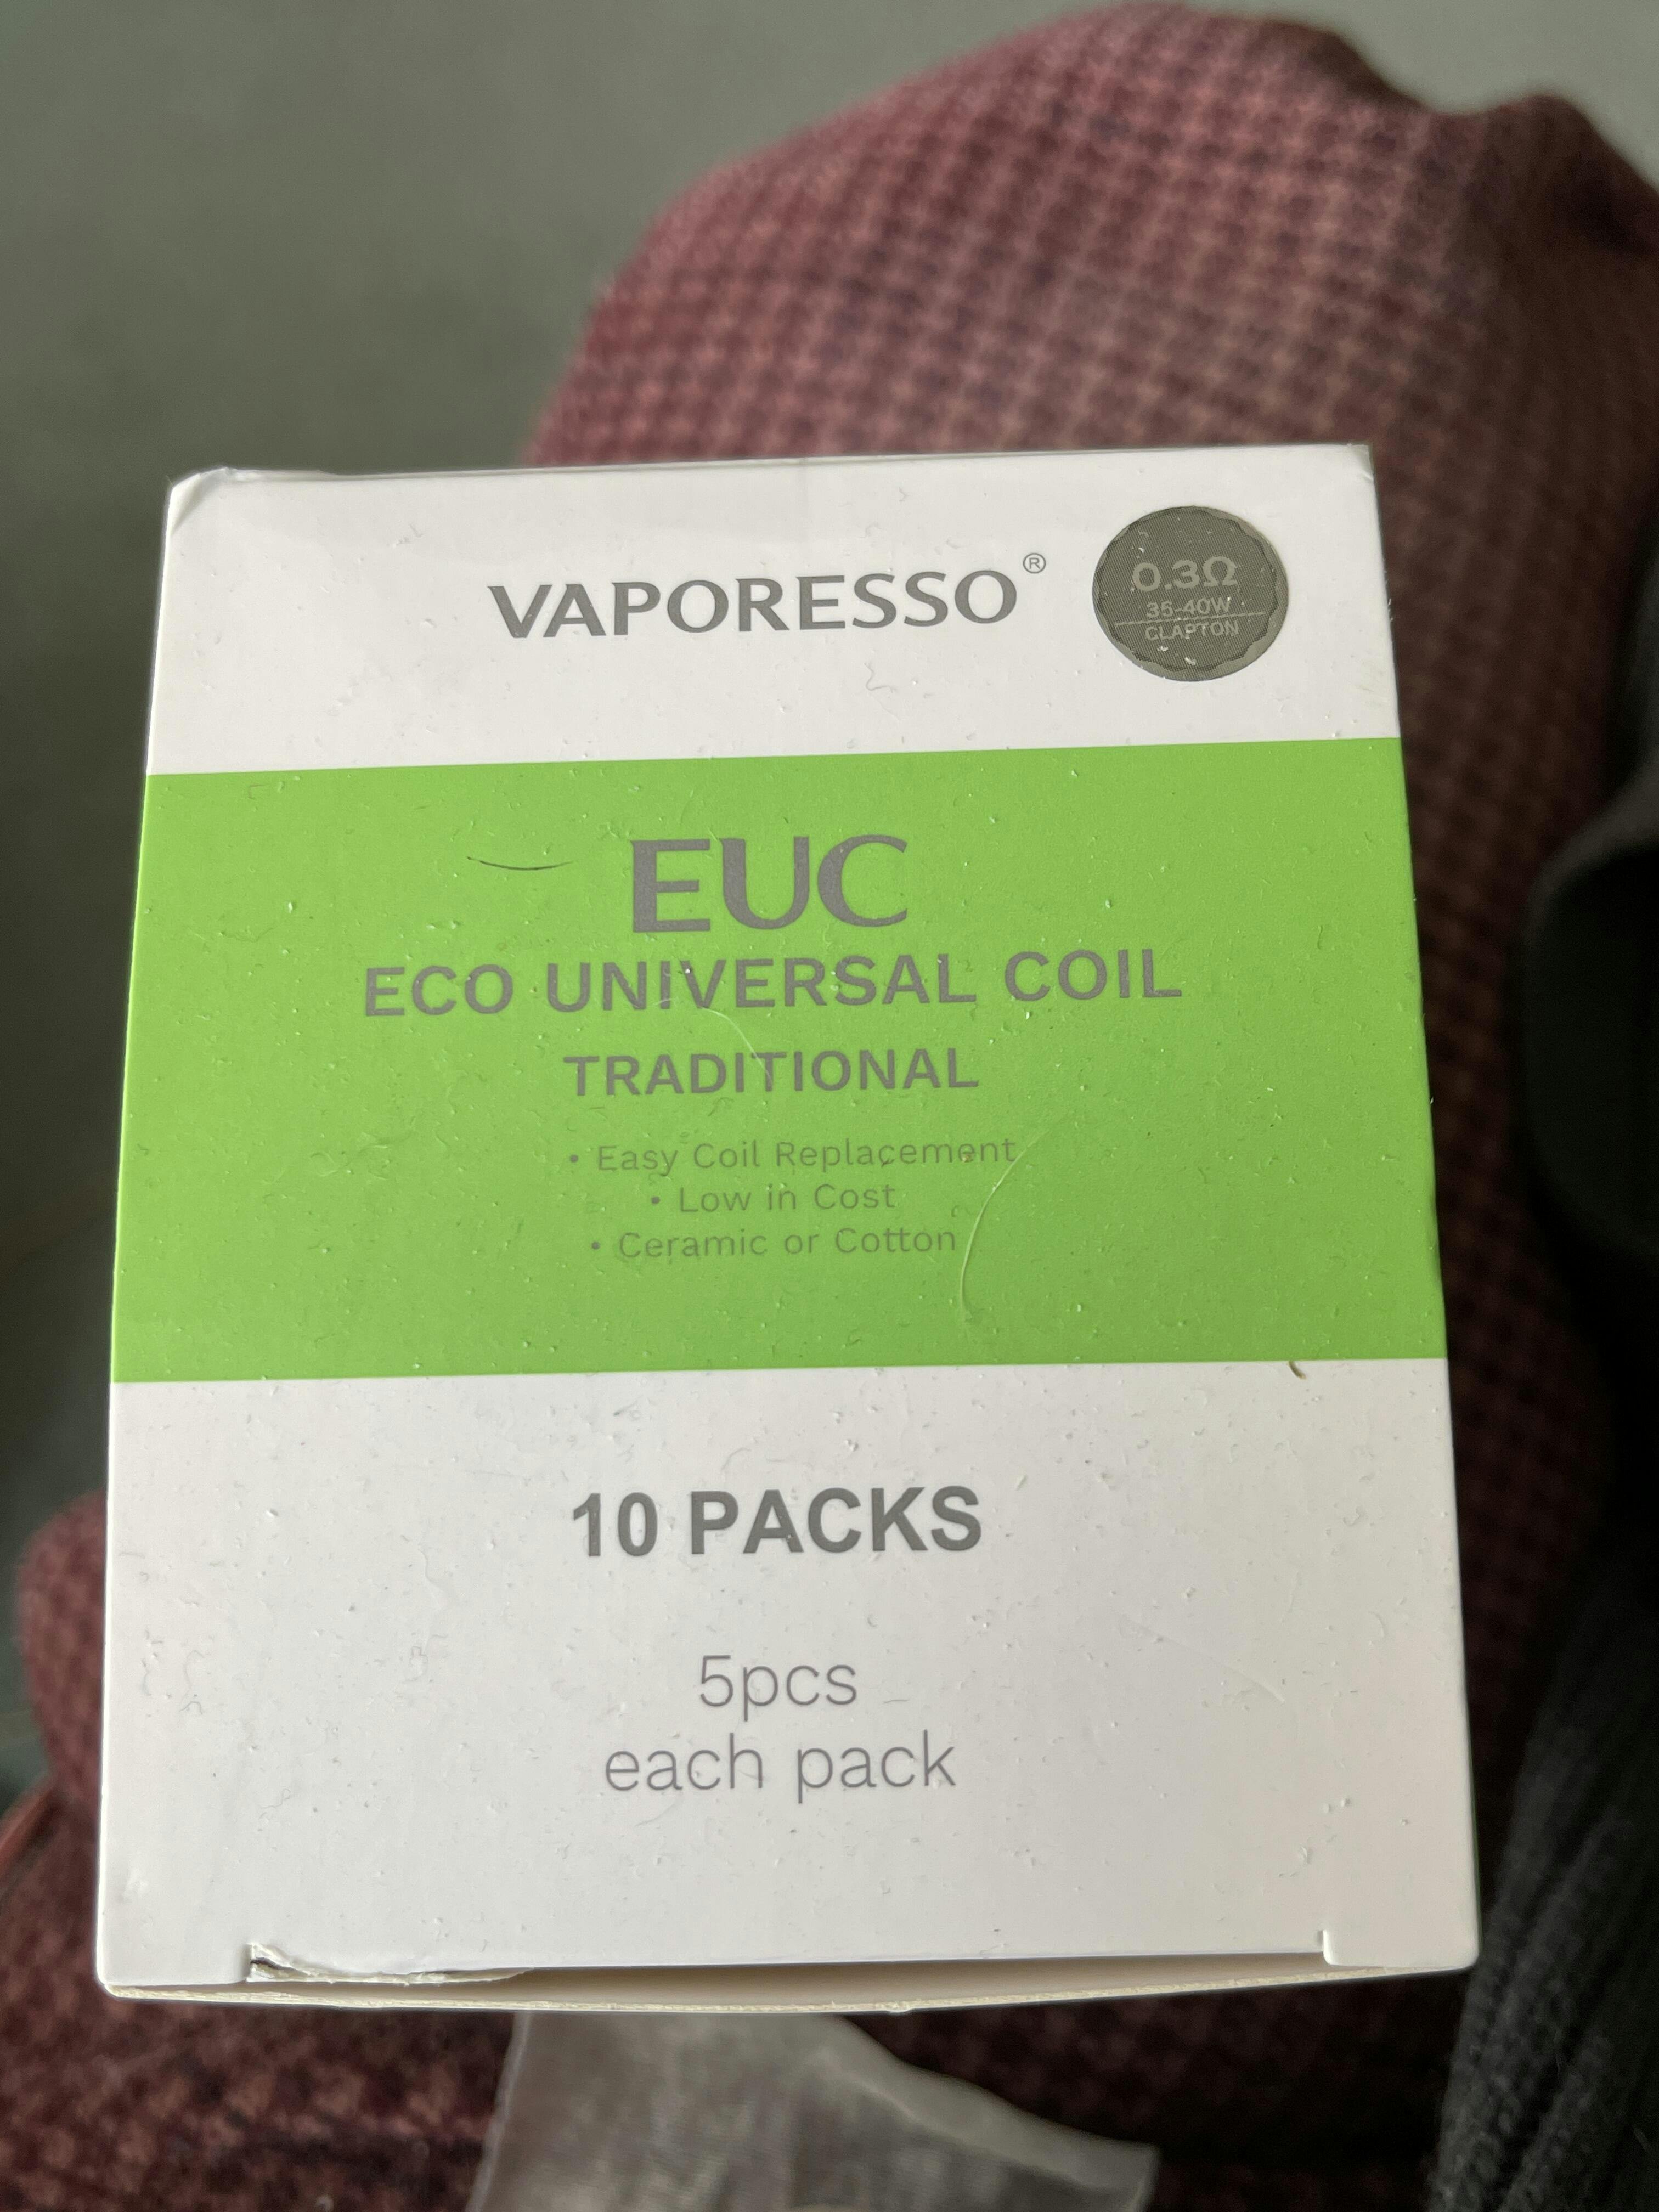 VAPORESSO®
0.3Ω
35-40W
CLAPTON
EUC
ECO UNIVERSAL COIL
TRADITIONAL
• Easy Coil Replacement
• Low in Cost
• Ceramic or Cotton
10 PACKS
5pcs
each pack